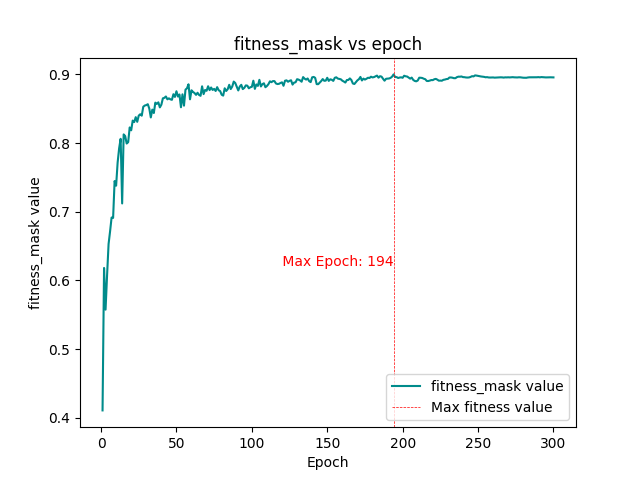 fitness_mask vs epoch
fitness_mask value
0.9
0.8
0.7
0.6
0.5
0.4
Max Epoch: 194
fitness_mask value
Max fitness value
0
50
100
150
200
250
300
Epoch